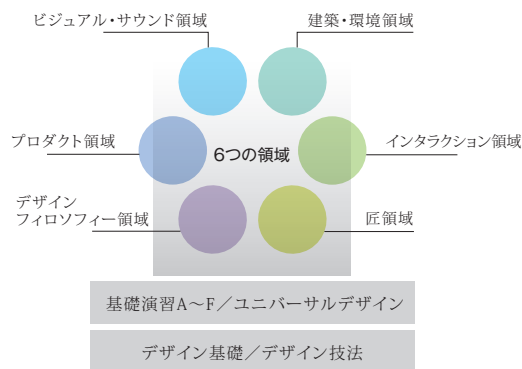 ビジュアル・サウンド領域
建築・環境領域
プロダクト領域
6つの領域
インタラクション領域
デザイン
フィロソフィー領域
匠領域
基礎演習A～F／ユニバーサルデザイン
デザイン基礎／デザイン技法